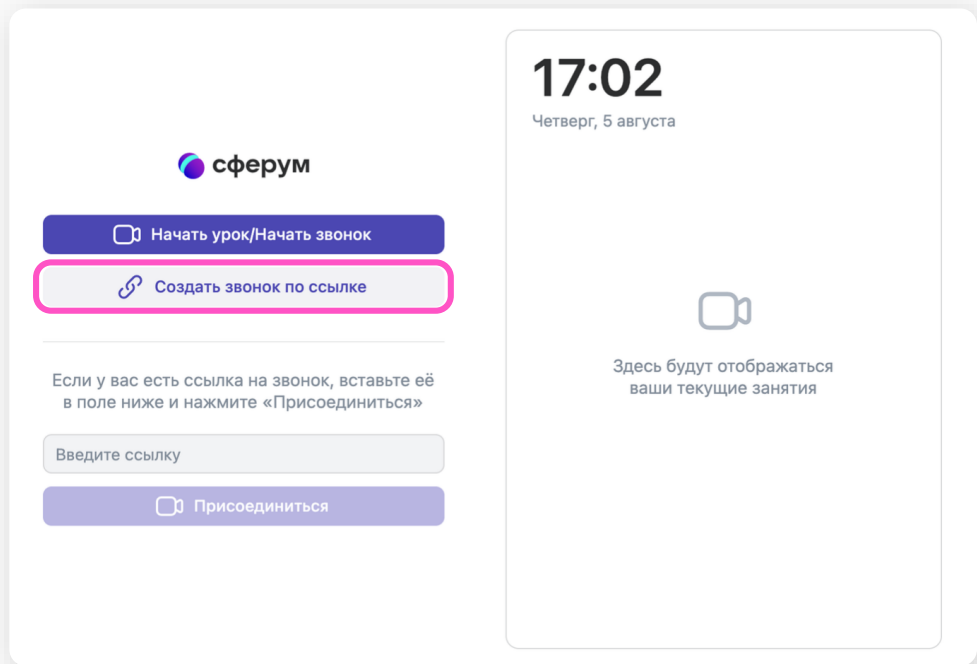 сферум
Начать урок/Начать звонок
Создать звонок по ссылке
Если у вас есть ссылка на звонок, вставьте её
в поле ниже и нажмите «Присоединиться»
Введите ссылку
Присоединиться
17:02
Четверг, 5 августа
Здесь будут отображаться
ваши текущие занятия